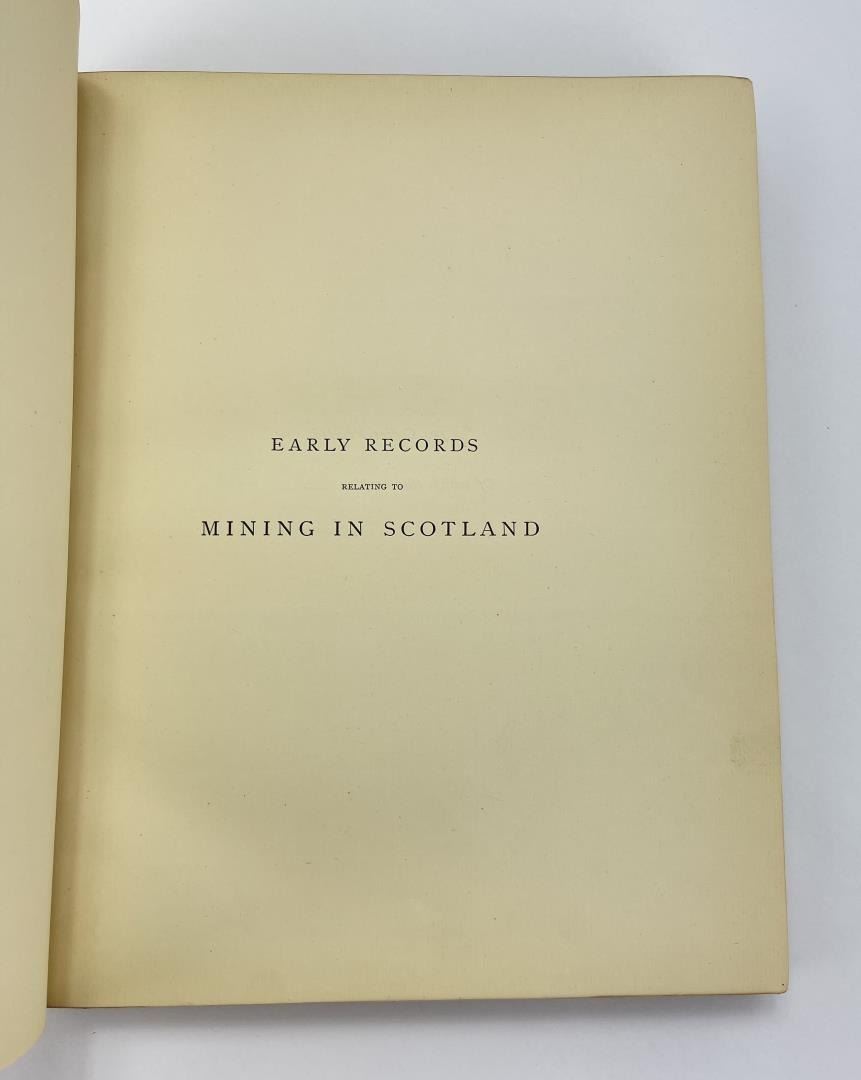 EARLY RECORDS
RELATING TO
MINING IN SCOTLAND